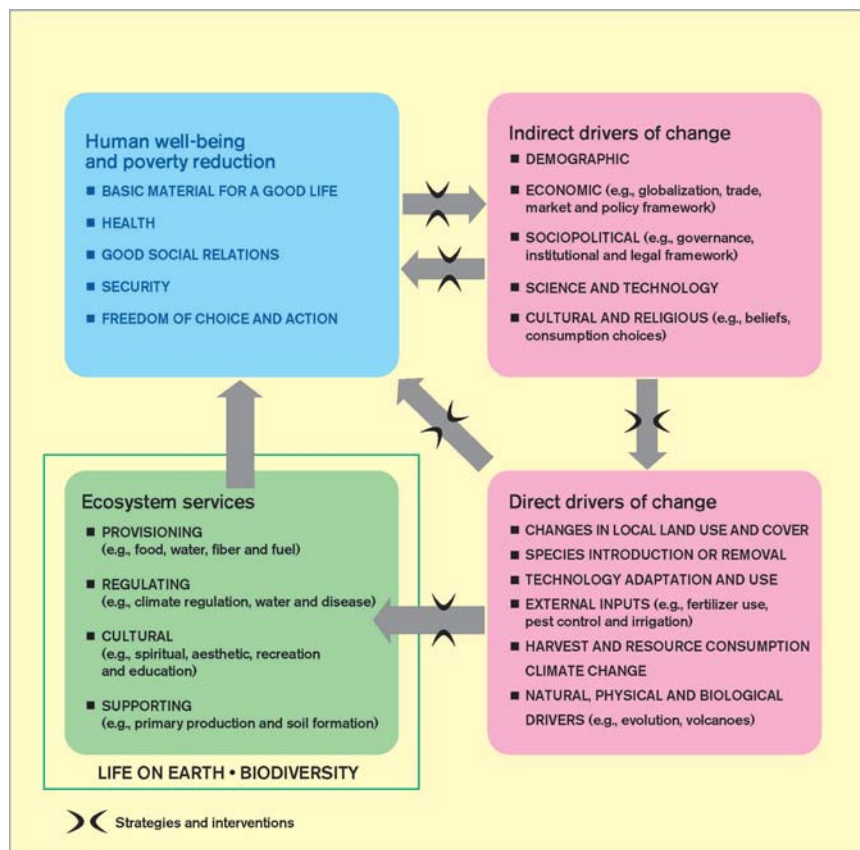 Human well-being
and poverty reduction
■ BASIC MATERIAL FOR A GOOD LIFE
■ HEALTH
■ GOOD SOCIAL RELATIONS
■ SECURITY
■ FREEDOM OF CHOICE AND ACTION
Indirect drivers of change
■ DEMOGRAPHIC
■ ECONOMIC (e.g., globalization, trade,
market and policy framework)
■ SOCIOPOLITICAL (e.g., governance,
institutional and legal framework)
■ SCIENCE AND TECHNOLOGY
■ CULTURAL AND RELIGIOUS (e.g., beliefs,
consumption choices)
Ecosystem services
■ PROVISIONING
(e.g., food, water, fiber and fuel)
■ REGULATING
(e.g., climate regulation, water and disease)
■ CULTURAL
(e.g., spiritual, aesthetic, recreation
and education)
■ SUPPORTING
(e.g., primary production and soil formation)
LIFE ON EARTH • BIODIVERSITY
Direct drivers of change
■ CHANGES IN LOCAL LAND USE AND COVER
■ SPECIES INTRODUCTION OR REMOVAL
■ TECHNOLOGY ADAPTATION AND USE
■ EXTERNAL INPUTS (e.g., fertilizer use,
pest control and irrigation)
■ HARVEST AND RESOURCE CONSUMPTION
CLIMATE CHANGE
■ NATURAL, PHYSICAL AND BIOLOGICAL
DRIVERS (e.g., evolution, volcanoes)
Strategies and interventions